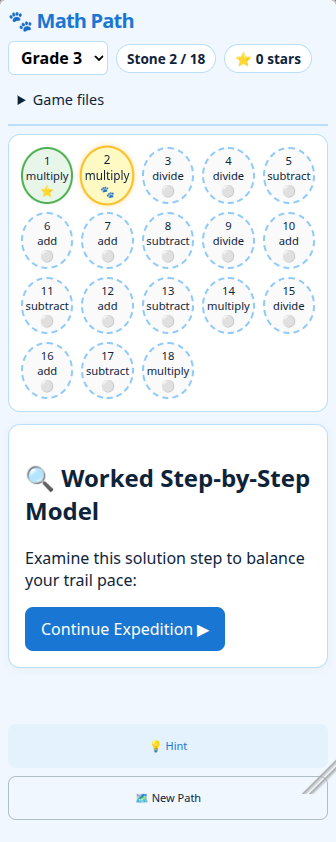 🐾 Math Path
Grade 3
Stone 2 / 18
⭐ 0 stars
▶ Game files
1
multiply
⭐
2
multiply
🐾
3
divide
4
divide
5
subtract
6
add
7
add
8
subtract
9
divide
10
add
11
subtract
12
add
13
subtract
14
multiply
15
divide
16
add
17
subtract
18
multiply
🔍 Worked Step-by-Step
Model
Examine this solution step to balance
your trail pace:
Continue Expedition ▶
💡 Hint
🗺️ New Path